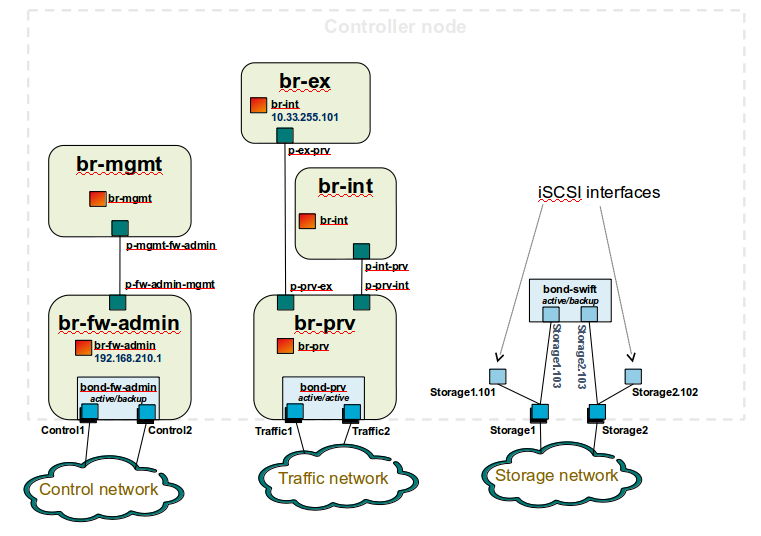 Controller node
br-ex
br-int
10.33.255.101
p-ex-prv
br-mgmt
br-mgmt
p-mgmt-fw-admin
br-int
br-int
p-int-prv
iSCSI interfaces
p-fw-admin-mgmt
p-prv-ex
p-prv-int
br-fw-admin
br-fw-admin
192.168.210.1
bond-fw-admin
active/backup
Control1
Control2
br-prv
br-prv
bond-prv
active/active
Traffic1
Traffic2
bond-swift
active/backup
Storage1.103
Storage2.103
Storage1.101
Storage2.102
Storage1
Storage2
Control network
Traffic network
Storage network